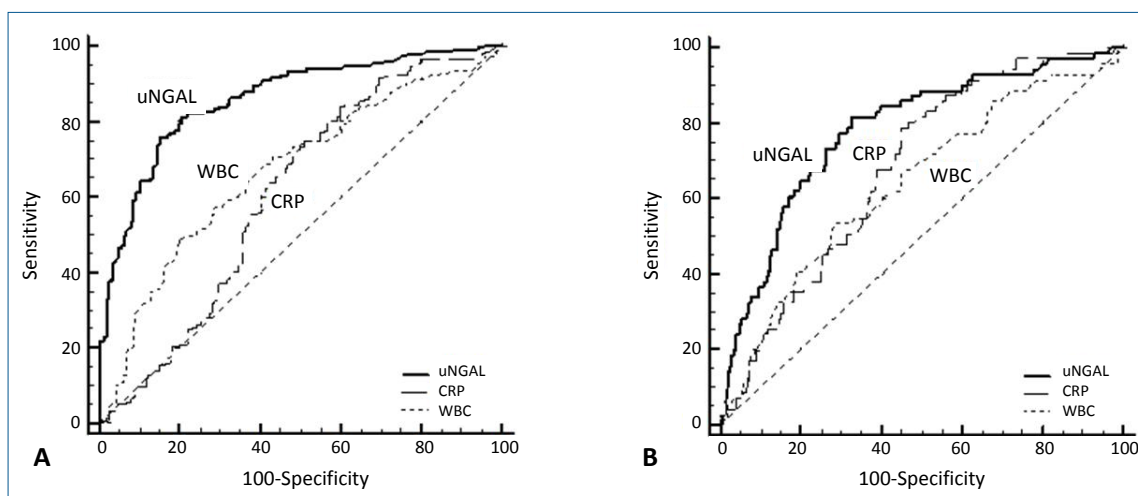 100
80
60
40
20
0
Sensitivity
uNGAL
WBC
CRP
uNGAL
CRP
WBC
0 20 40 60 80 100
100-Specificity
A
100
80
60
40
20
0
Sensitivity
uNGAL
CRP
WBC
uNGAL
CRP
WBC
0 20 40 60 80 100
100-Specificity
B